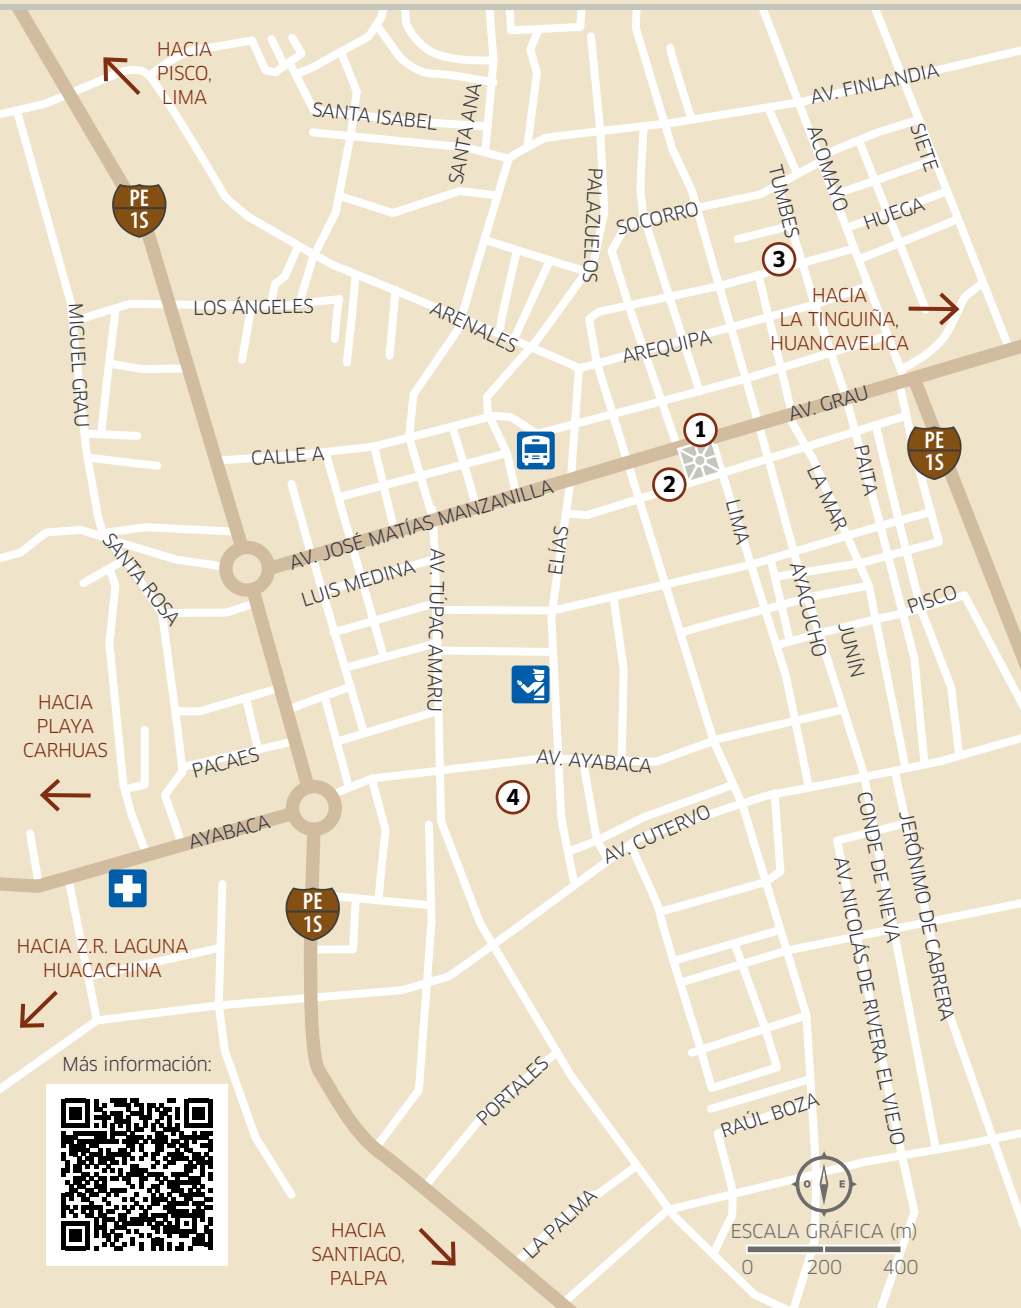 HACIA
PISCO,
LIMA
AV. FINLANDIA
SANTA ISABEL
SANTA ANA
ACOMAYO
SIETE
PE
1S
PALAZUELOS
TUMBES
SOCORRO
HUEGA
3
HACIA
LA TINGUIÑA,
HUANCAVELICA
LOS ÁNGELES
MIGUEL GRAU
ARENALES
AREQUIPA
AV. GRAU
1
PE
1S
CALLE A
2
PAITA
LA MAR
AV. JOSÉ MATÍAS MANZANILLA
LIMA
ELÍAS
SANTA ROSA
LUIS MEDINA
AV. TÚPAC AMARU
AYACUCHO
PISCO
JUNÍN
HACIA
PLAYA
CARHUAS
PACAES
AV. AYABACA
4
AYABACA
AV. CUTERVO
CONDE DE NIEVA
JERÓNIMO DE CABRERA
AV. NICOLÁS DE RIVERA EL VIEJO
PE
1S
HACIA Z.R. LAGUNA
HUACACHINA
Más información:
PORTALES
RAÚL BOZA
LA PALMA
HACIA
SANTIAGO,
PALPA
O E
ESCALA GRÁFICA (m)
0 200 400